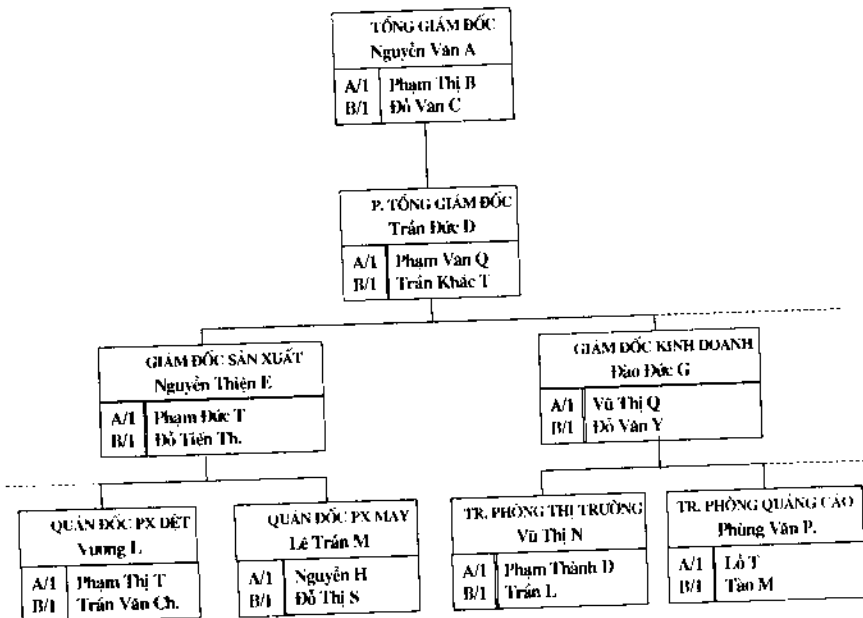 TỔNG GIÁM ĐỐC
Nguyễn Văn A
A/1 Phạm Thị B
B/1 Đỗ Văn C
P. TỔNG GIÁM ĐỐC
Trần Đức D
A/1 Phạm Văn Q
B/1 Trần Khắc T
GIÁM ĐỐC SẢN XUẤT
Nguyễn Thiện E
A/1 Phạm Đức T
B/1 Đỗ Tiến Th.
GIÁM ĐỐC KINH DOANH
Đào Đức G
A/1 Vũ Thị Q
B/1 Đỗ Văn Y
QUẢN ĐỐC PX DỆT
Vương L
A/1 Phạm Thị T
B/1 Trần Văn Ch.
QUẢN ĐỐC PX MAY
Lê Trần M
A/1 Nguyễn H
B/1 Đỗ Thị S
TR. PHÒNG THỊ TRƯỜNG
Vũ Thị N
A/1 Phạm Thành D
B/1 Trần L
TR. PHÒNG QUẢNG CÁO
Phùng Văn P.
A/1 Lỗ T
B/1 Tào M